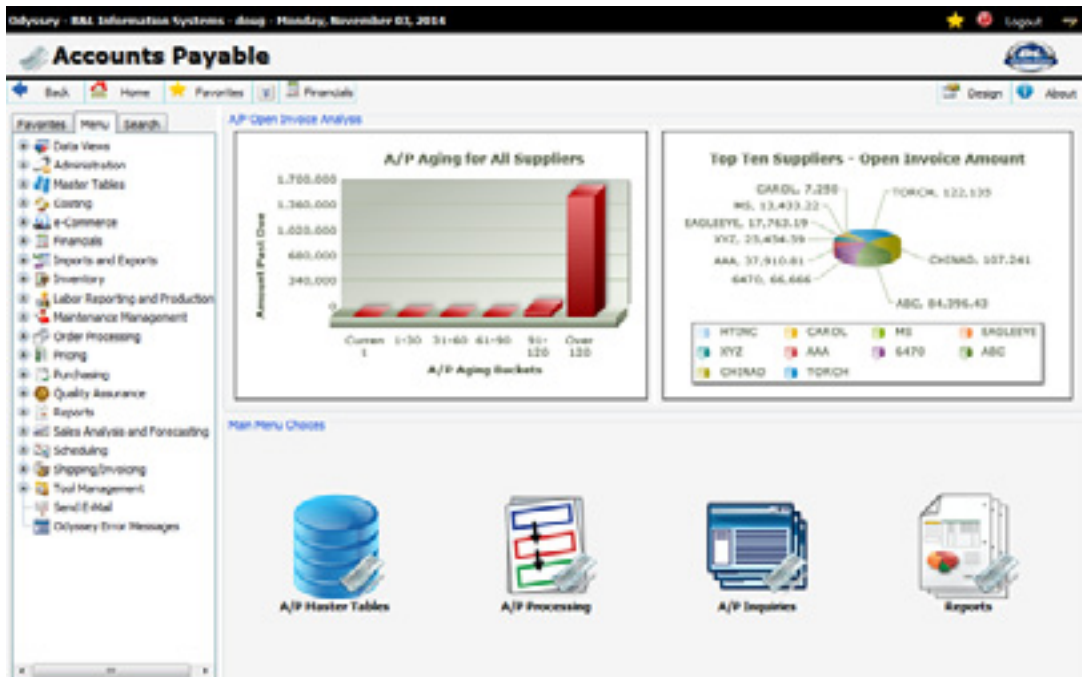 Odyssey - R&L Information Systems - doug - Monday, November 03, 2014
Logout
Accounts Payable
Back Home Favorites Financials Design About
Favorites Menu Search
Data Views
Administration
Master Tables
Costing
e-Commerce
Financials
Imports and Exports
Inventory
Labor Reporting and Production
Maintenance Management
Order Processing
Pricing
Purchasing
Quality Assurance
Reports
Sales Analysis and Forecasting
Scheduling
Shipping/Invoicing
Tool Management
Send E-Mail
Odyssey Error Messages
A/P Open Invoice Analysis
A/P Aging for All Suppliers
Amount Past Due
1,700,000
1,360,000
1,020,000
680,000
340,000
0
Curren 1-30 31-60 61-90 91- Over
t 120 120
A/P Aging Buckets
Top Ten Suppliers - Open Invoice Amount
CAROL, 7,250
MS, 13,433.22
EAGLEEYE, 17,763.19
XYZ, 23,434.39
AAA, 37,910.81
6470, 66,666
TORCH, 122,135
CHINAD, 107,241
ABC, 84,396.43
HTINC CAROL MS EAGLEEYE
XYZ AAA 6470 ABC
CHINAD TORCH
Main Menu Choices
A/P Master Tables
A/P Processing
A/P Inquiries
Reports